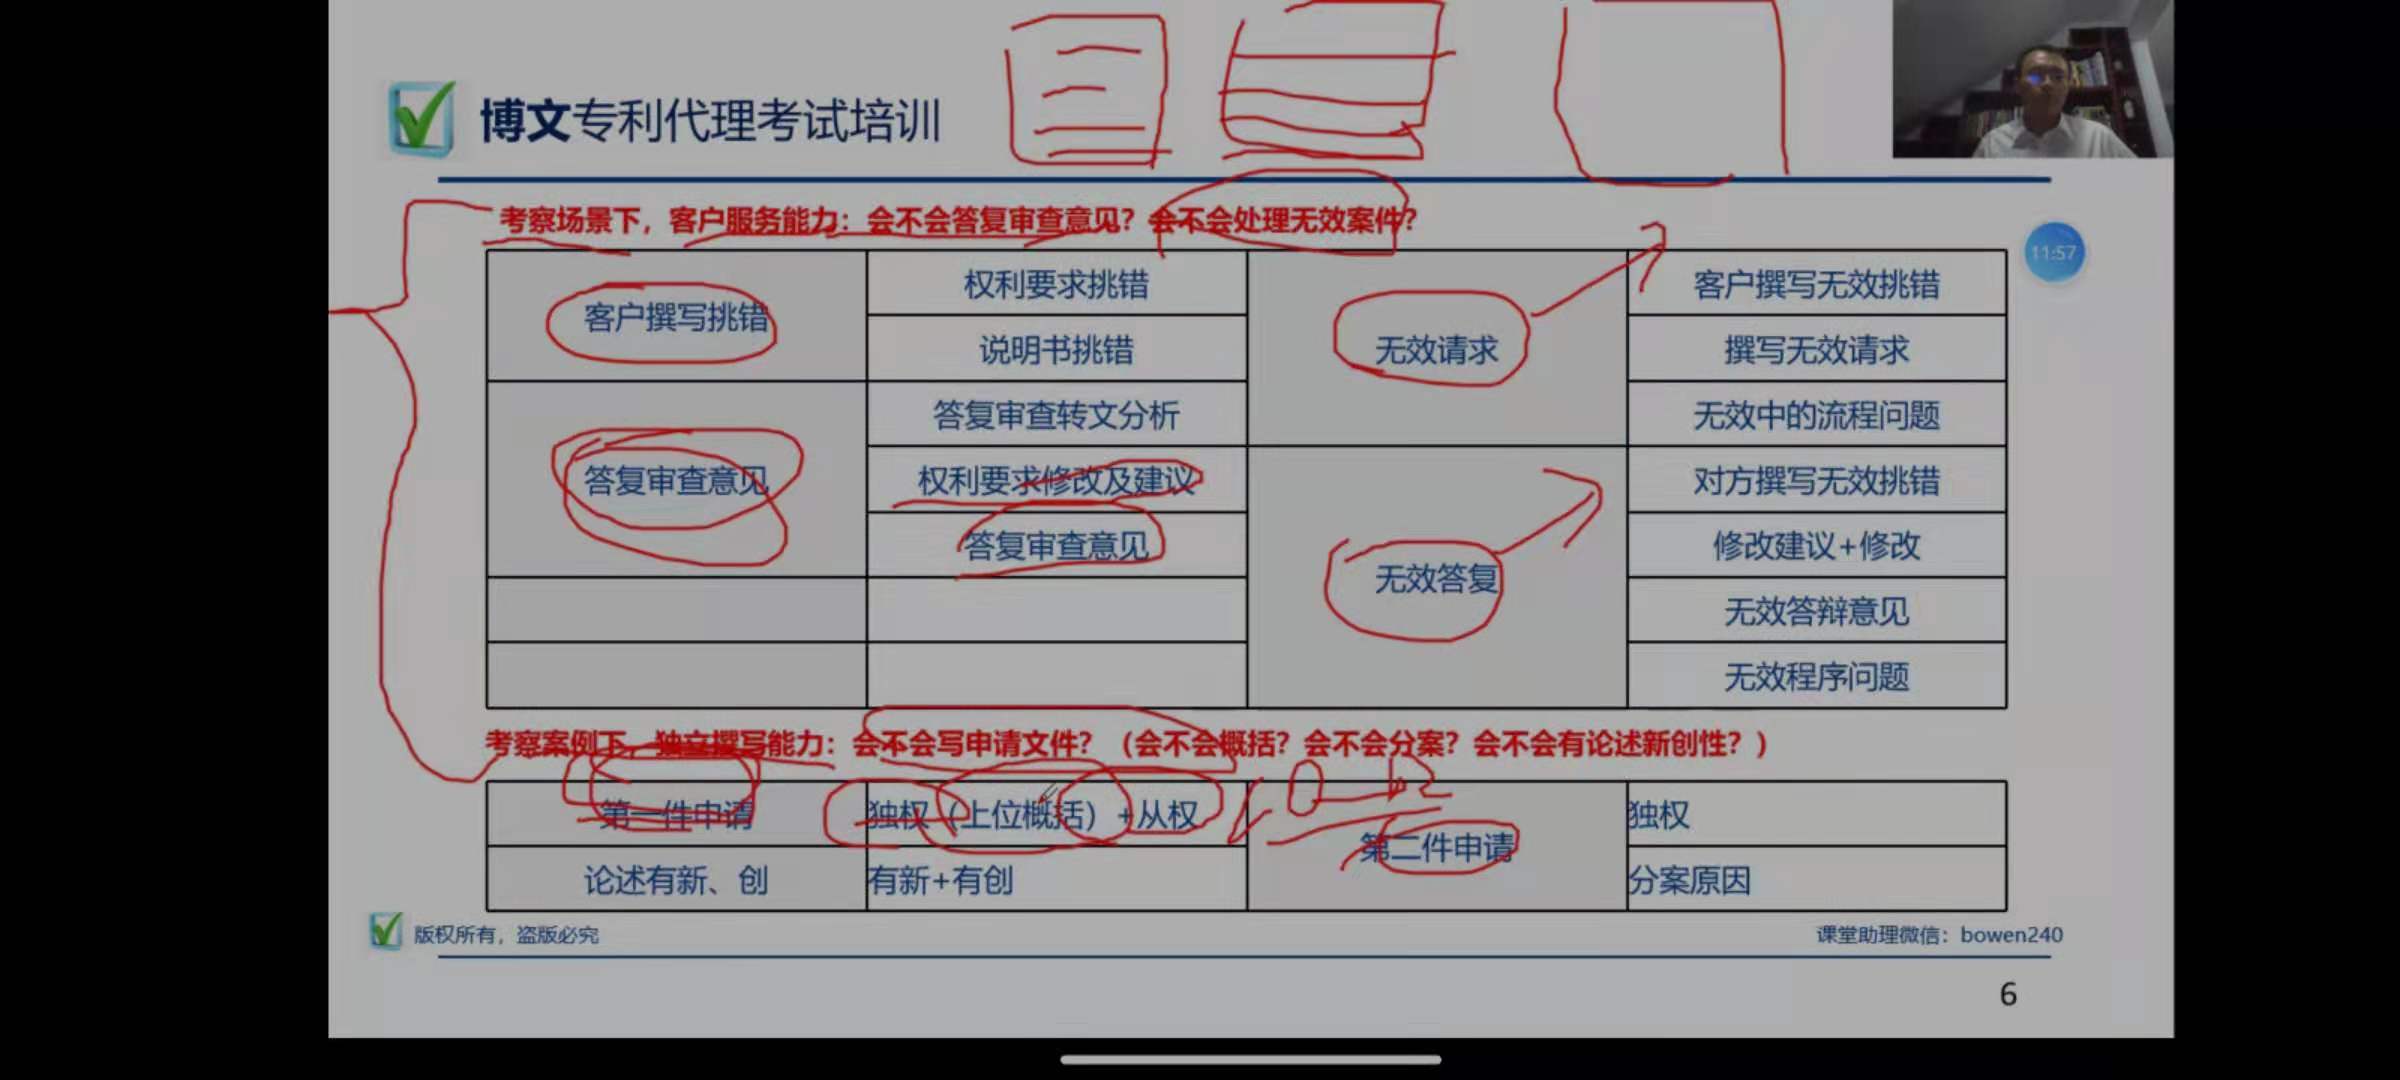 博文专利代理考试培训
考察场景下，客户服务能力：会不会答复审查意见？会不会处理无效案件？
11:57
客户撰写挑错
权利要求挑错
说明书挑错
答复审查意见
答复审查转文分析
权利要求修改及建议
答复审查意见
无效请求
客户撰写无效挑错
撰写无效请求
无效中的流程问题
无效答复
对方撰写无效挑错
修改建议+修改
无效答辩意见
无效程序问题
考察案例下，独立撰写能力：会不会写申请文件？（会不会概括？会不会分案？会不会有论述新创性？）
第一件申请
独权（上位概括）+从权
第二件申请
独权
论述有新、创
有新+有创
分案原因
版权所有，盗版必究
课堂助理微信：bowen240
6